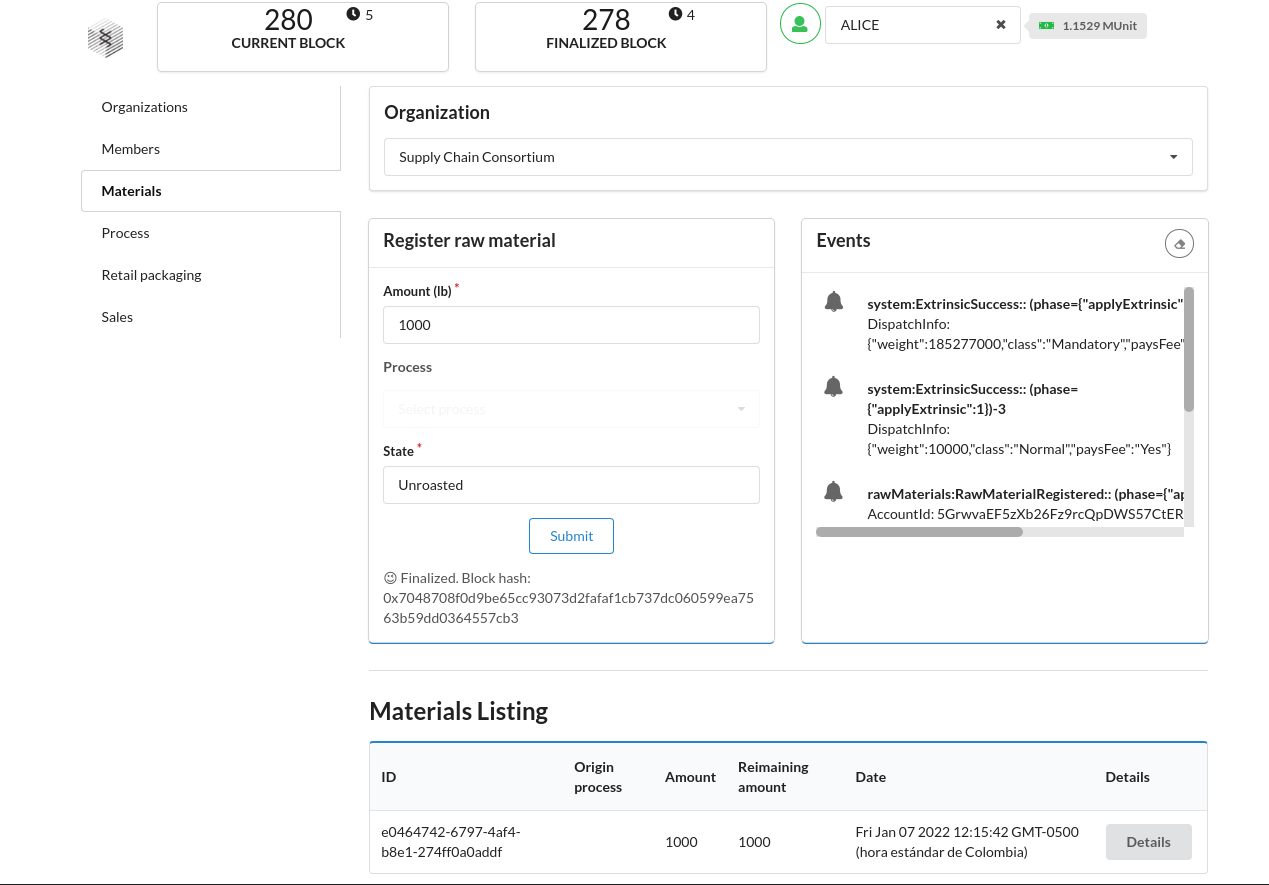 280
5
CURRENT BLOCK
278
4
FINALIZED BLOCK
ALICE
1.1529 MUnit
Organizations
Members
Materials
Process
Retail packaging
Sales
Organization
Supply Chain Consortium
Register raw material
Amount (lb) *
1000
Process
Select process
State *
Unroasted
Submit
Finalized. Block hash:
0x7048708f0d9be65cc93073d2fafaf1cb737dc060599ea75
63b59dd0364557cb3
Events
system:ExtrinsicSuccess:: (phase={"applyExtrinsic"
DispatchInfo:
{"weight":185277000,"class":"Mandatory","paysFee"
system:ExtrinsicSuccess:: (phase=
{"applyExtrinsic":1})-3
DispatchInfo:
{"weight":10000,"class":"Normal","paysFee":"Yes"}
rawMaterials:RawMaterialRegistered:: (phase={"ap
AccountId: 5GrwvaEF5zXb26Fz9rcQpDWS57CtER
Materials Listing
ID
Origin
process
Amount
Reimaining
amount
Date
Details
e0464742-6797-4af4-
b8e1-274ff0a0addf
1000
1000
Fri Jan 07 2022 12:15:42 GMT-0500
(hora estándar de Colombia)
Details